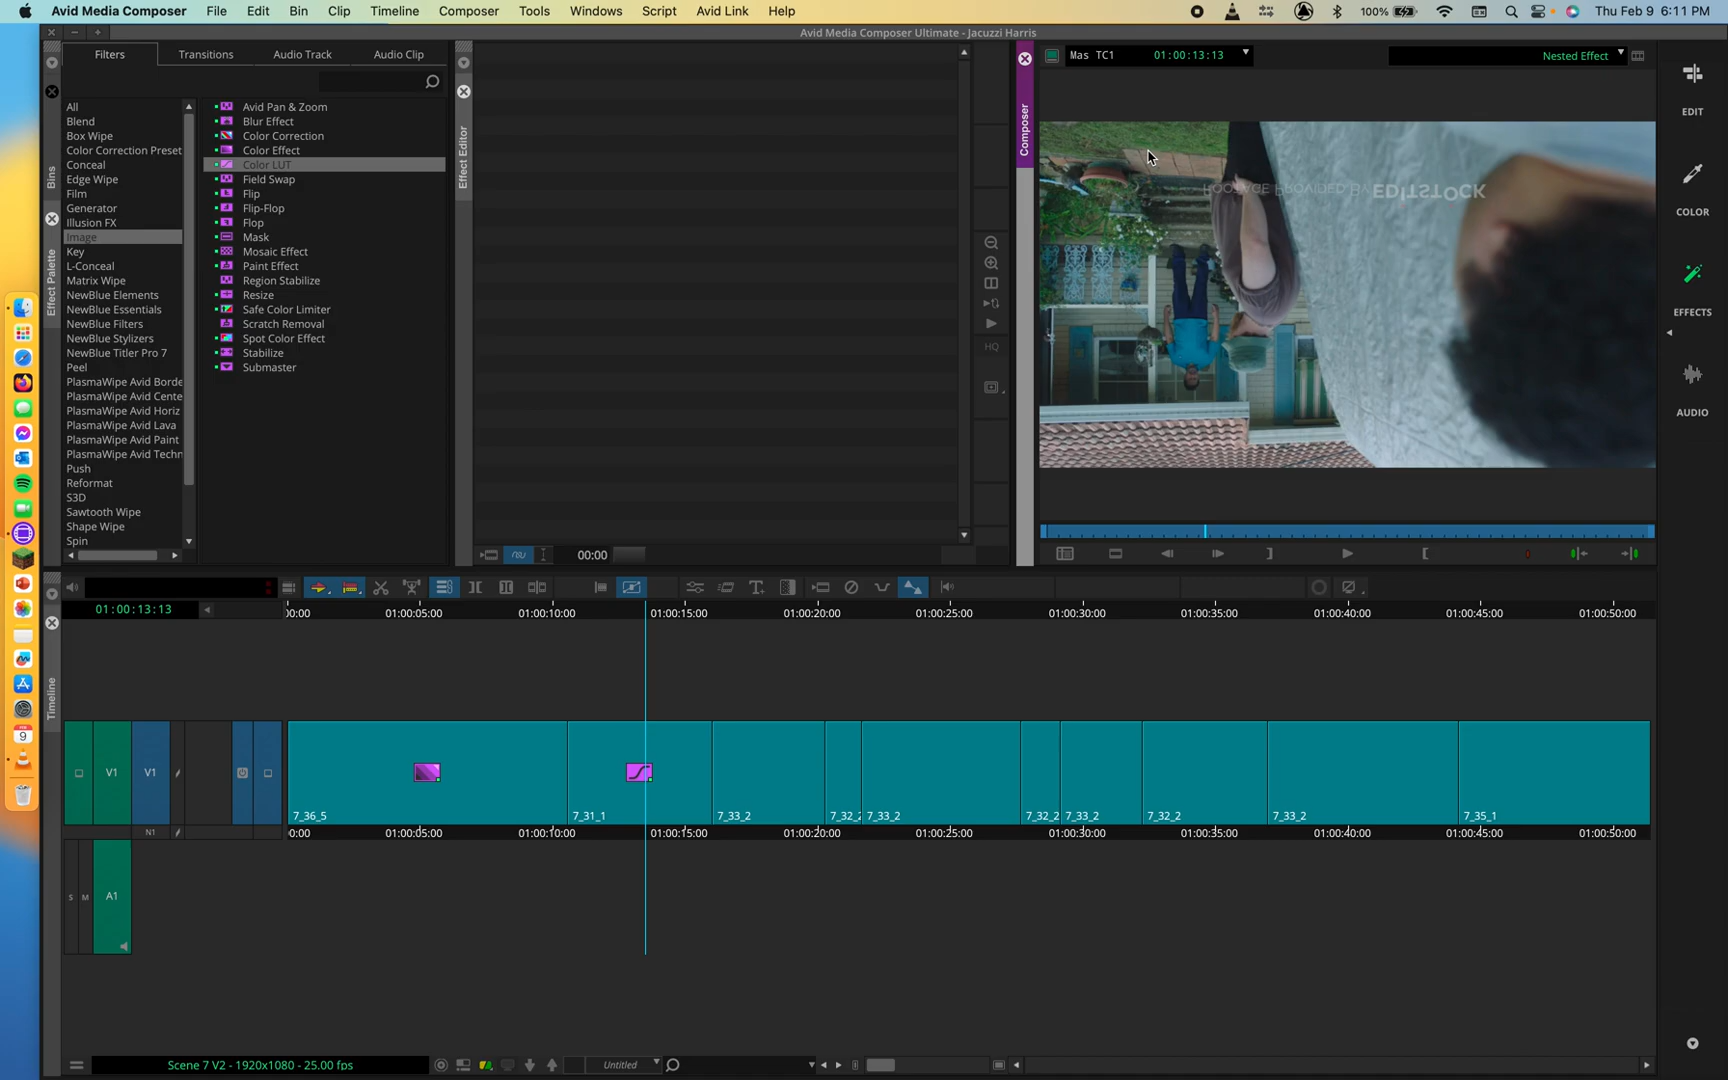 Avid Media Composer File Edit Bin Clip Timeline Composer Tools Windows Script Avid Link Help 100% Thu Feb 9 6:11 PM
Avid Media Composer Ultimate - Jacuzzi Harris
Filters Transitions Audio Track Audio Clip
Mas TC1 01:00:13:13 Nested Effect
Bins
Effect Palette
All
Blend
Box Wipe
Color Correction Preset
Conceal
Edge Wipe
Film
Generator
Illusion FX
Image
Key
L-Conceal
Matrix Wipe
NewBlue Elements
NewBlue Essentials
NewBlue Filters
NewBlue Stylizers
NewBlue Titler Pro 7
Peel
PlasmaWipe Avid Borde
PlasmaWipe Avid Cente
PlasmaWipe Avid Horiz
PlasmaWipe Avid Lava
PlasmaWipe Avid Paint
PlasmaWipe Avid Techn
Push
Reformat
S3D
Sawtooth Wipe
Shape Wipe
Spin
Avid Pan & Zoom
Blur Effect
Color Correction
Color Effect
Color LUT
Field Swap
Flip
Flip-Flop
Flop
Mask
Mosaic Effect
Paint Effect
Region Stabilize
Resize
Safe Color Limiter
Scratch Removal
Spot Color Effect
Stabilize
Submaster
Effect Editor
HQ
00:00
Composer
FOOTAGE PROVIDED BY EDITSTOCK
EDIT
COLOR
EFFECTS
AUDIO
Timeline
01:00:13:13
00:00 01:00:05:00 01:00:10:00 01:00:15:00 01:00:20:00 01:00:25:00 01:00:30:00 01:00:35:00 01:00:40:00 01:00:45:00 01:00:50:00
V1 V1
7_36_5 7_31_1 7_33_2 7_32_2 7_33_2 7_32_2 7_33_2 7_32_2 7_33_2 7_35_1
N1
0:00 01:00:05:00 01:00:10:00 01:00:15:00 01:00:20:00 01:00:25:00 01:00:30:00 01:00:35:00 01:00:40:00 01:00:45:00 01:00:50:00
S M A1
Scene 7 V2 - 1920x1080 - 25.00 fps Untitled
FEB
9